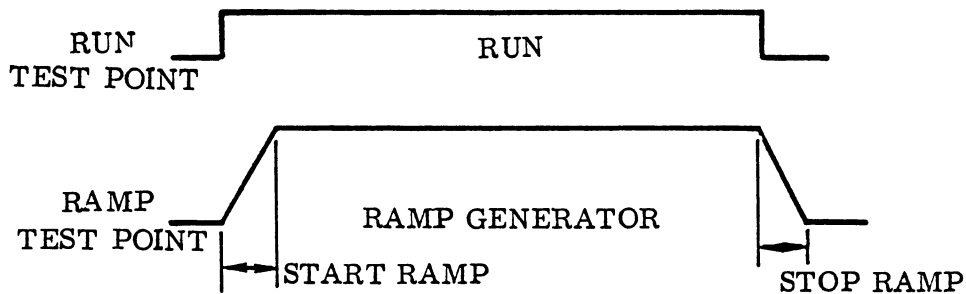 RUN
TEST POINT
RUN
RAMP
TEST POINT
RAMP GENERATOR
START RAMP
STOP RAMP